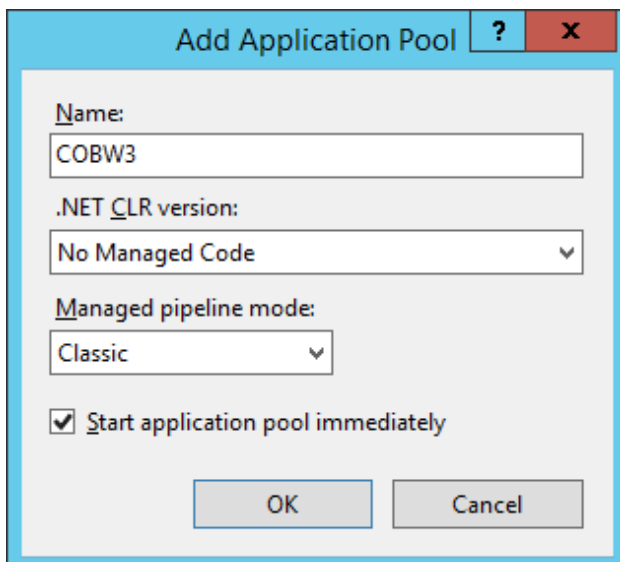 Add Application Pool ? x
Name:
COBW3
.NET CLR version:
No Managed Code
Managed pipeline mode:
Classic
Start application pool immediately
OK Cancel